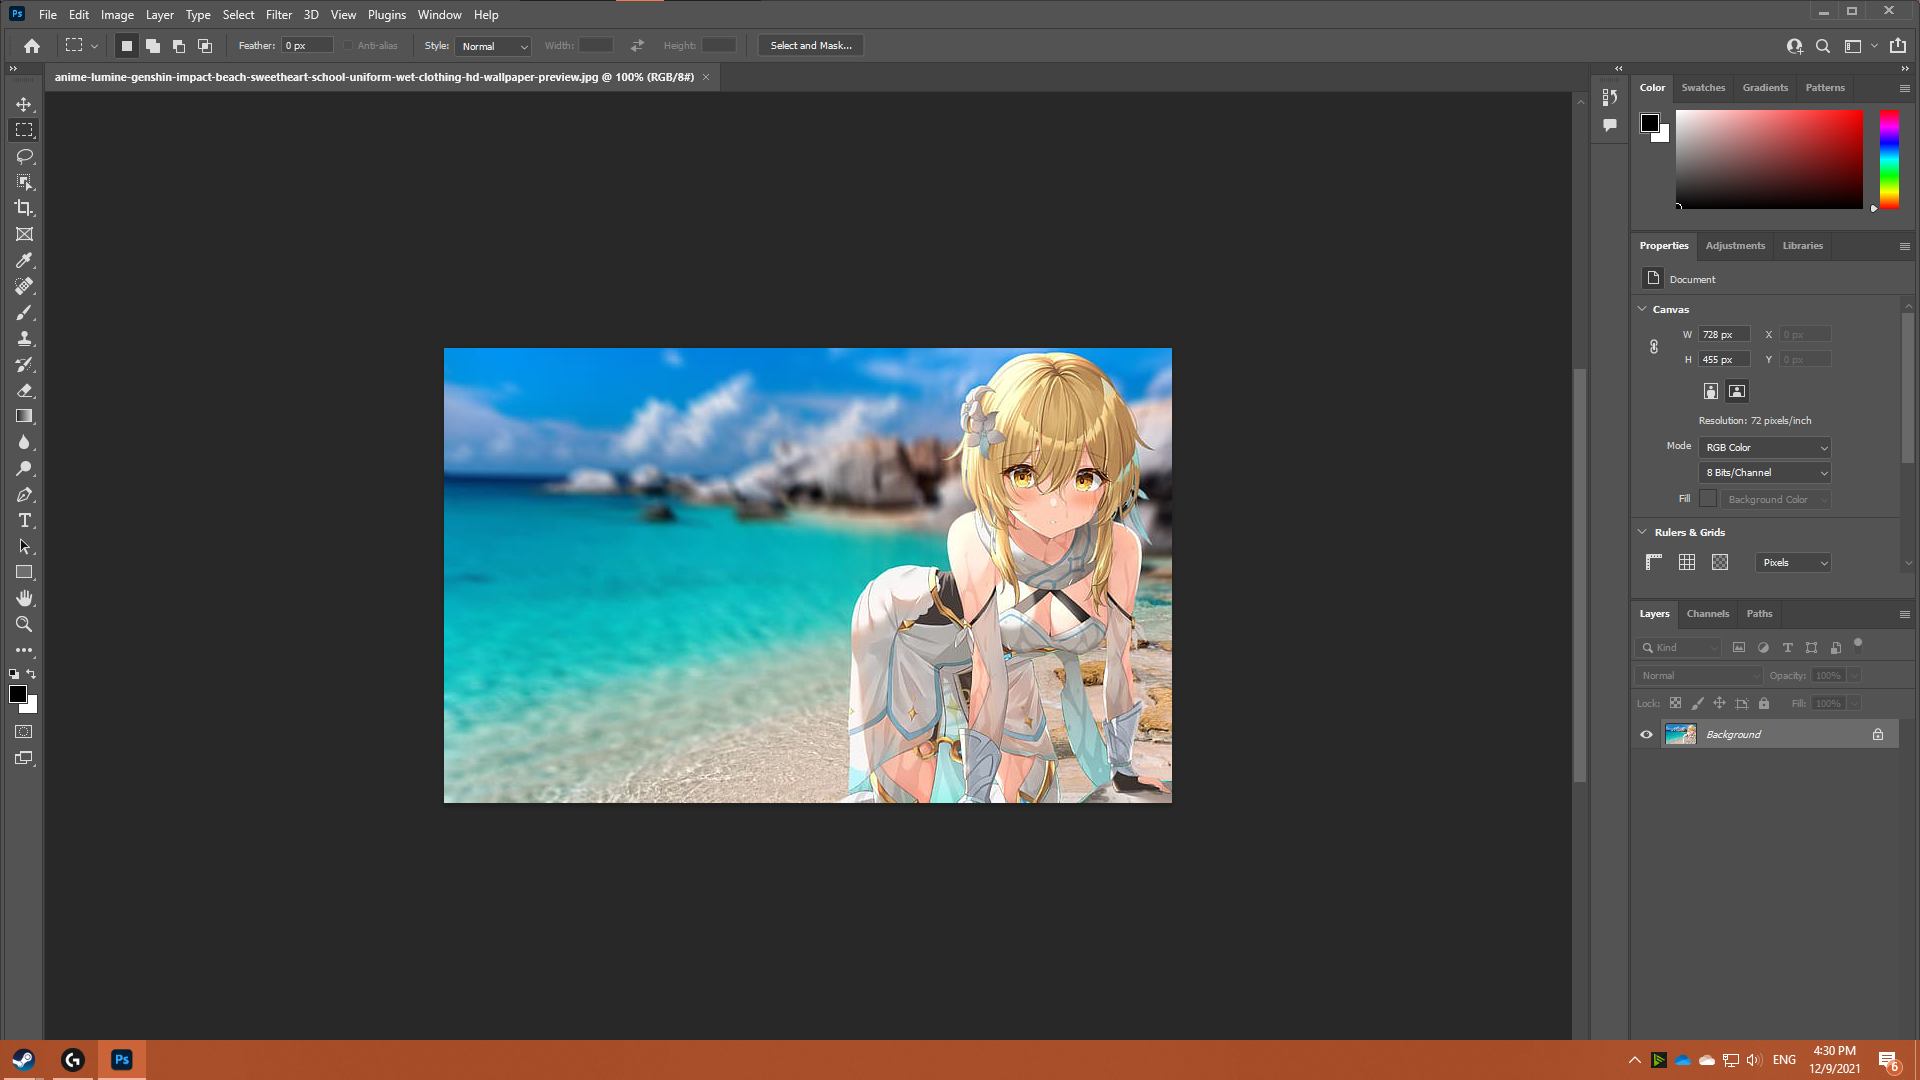 Ps File Edit Image Layer Type Select Filter 3D View Plugins Window Help
Feather: 0 px Anti-alias Style: Normal Width: Height: Select and Mask...
anime-lumine-genshin-impact-beach-sweetheart-school-uniform-wet-clothing-hd-wallpaper-preview.jpg @ 100% (RGB/8#) ×
Color Swatches Gradients Patterns
Properties Adjustments Libraries
Document
Canvas
W 728 px X 0 px
H 455 px Y 0 px
Resolution: 72 pixels/inch
Mode RGB Color
8 Bits/Channel
Fill Background Color
Rulers & Grids
Pixels
Layers Channels Paths
Kind
Normal Opacity: 100%
Lock: Fill: 100%
Background
Ps
ENG
4:30 PM
12/9/2021
6